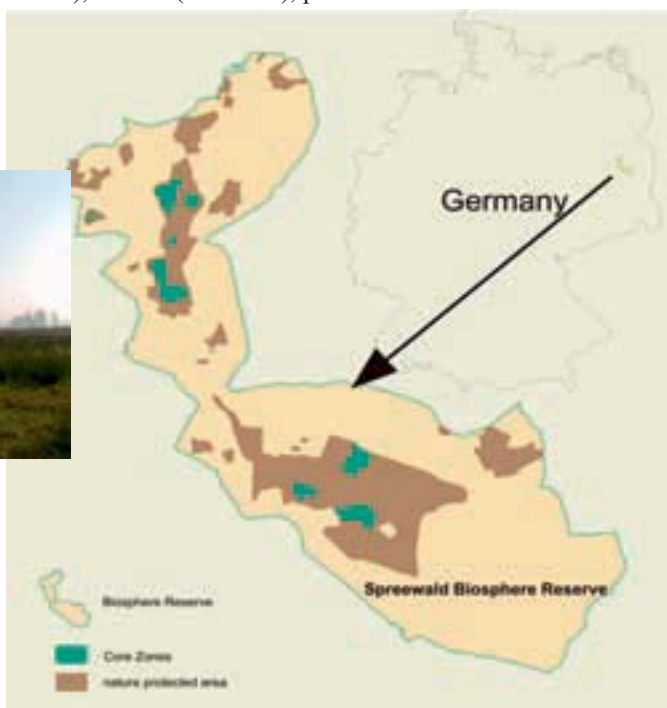 Germany
Spreewald Biosphere Reserve
Biosphere Reserve
Core Zones
nature protected area